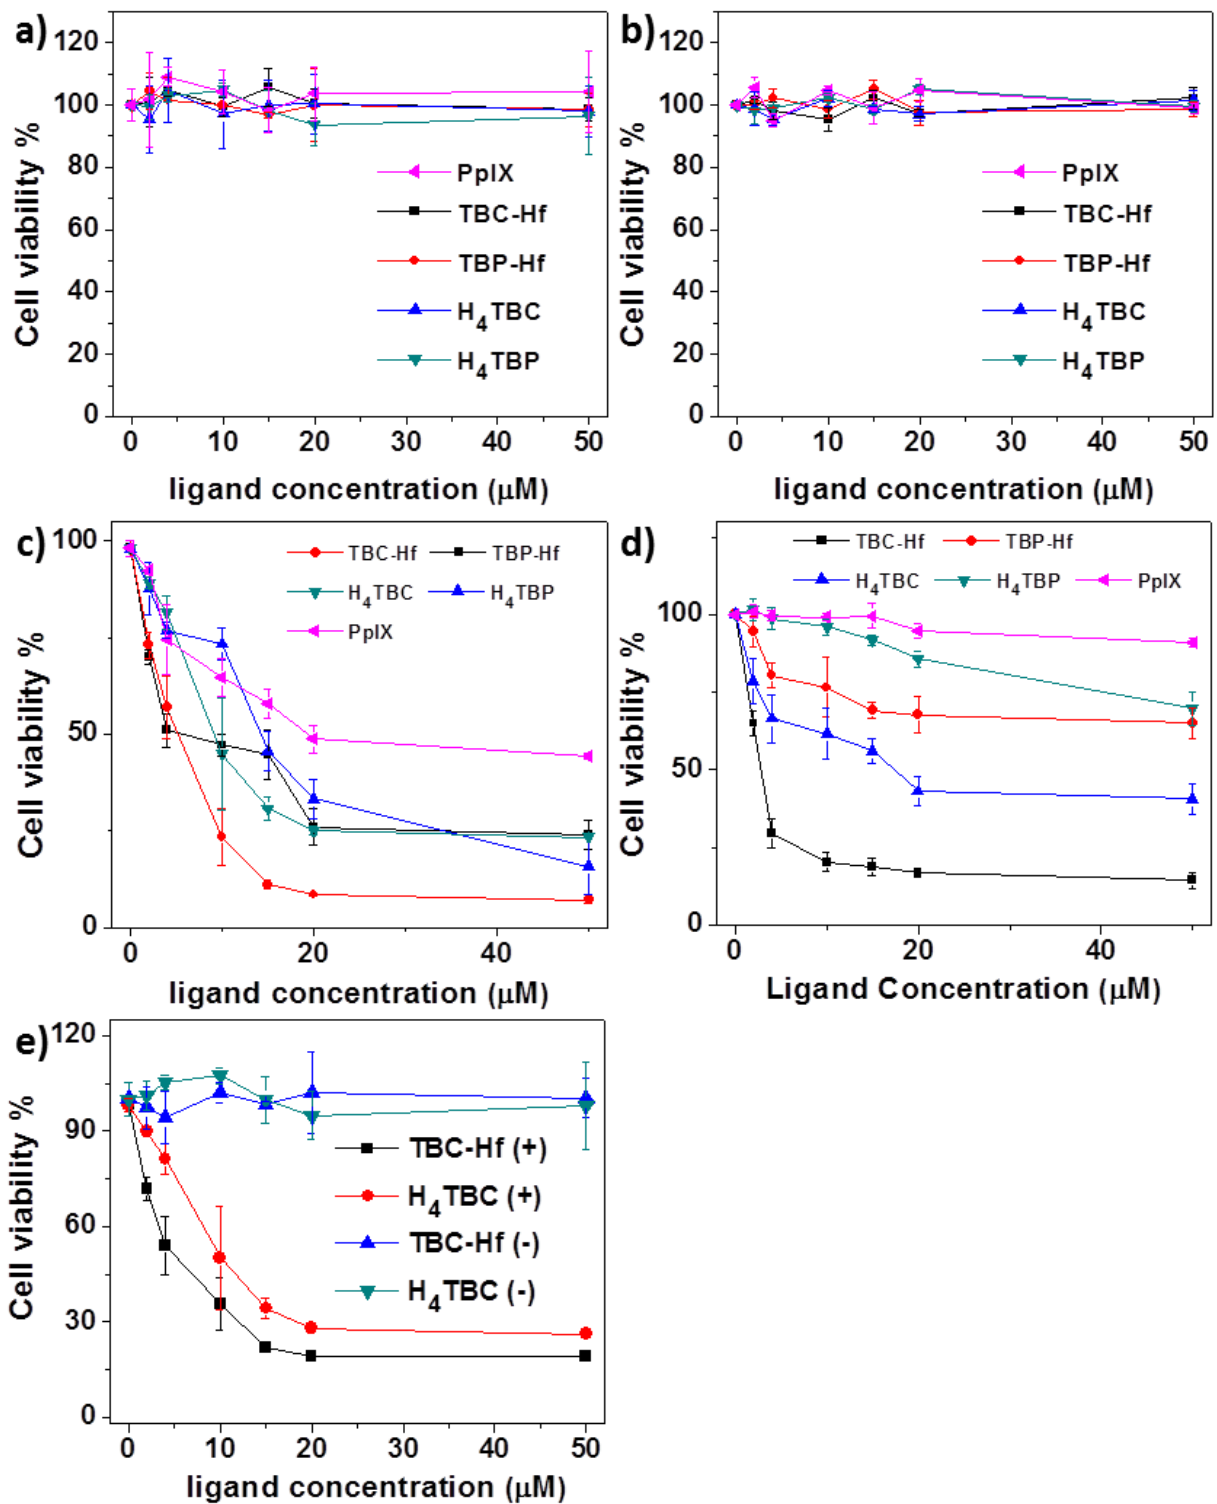 a)
120
100
80
60
40
20
0
Cell viability %
PpIX
TBC-Hf
TBP-Hf
H4TBC
H4TBP
0 10 20 30 40 50
ligand concentration (μM)
b)
120
100
80
60
40
20
0
Cell viability %
PpIX
TBC-Hf
TBP-Hf
H4TBC
H4TBP
0 10 20 30 40 50
ligand concentration (μM)
c)
100
50
0
Cell viability %
TBC-Hf TBP-Hf
H4TBC H4TBP
PpIX
0 20 40
ligand concentration (μM)
d)
100
50
0
Cell viability %
TBC-Hf TBP-Hf
H4TBC H4TBP PpIX
0 20 40
Ligand Concentration (μM)
e)
120
90
60
30
0
Cell viability %
TBC-Hf (+)
H4TBC (+)
TBC-Hf (-)
H4TBC (-)
0 10 20 30 40 50
ligand concentration (μM)